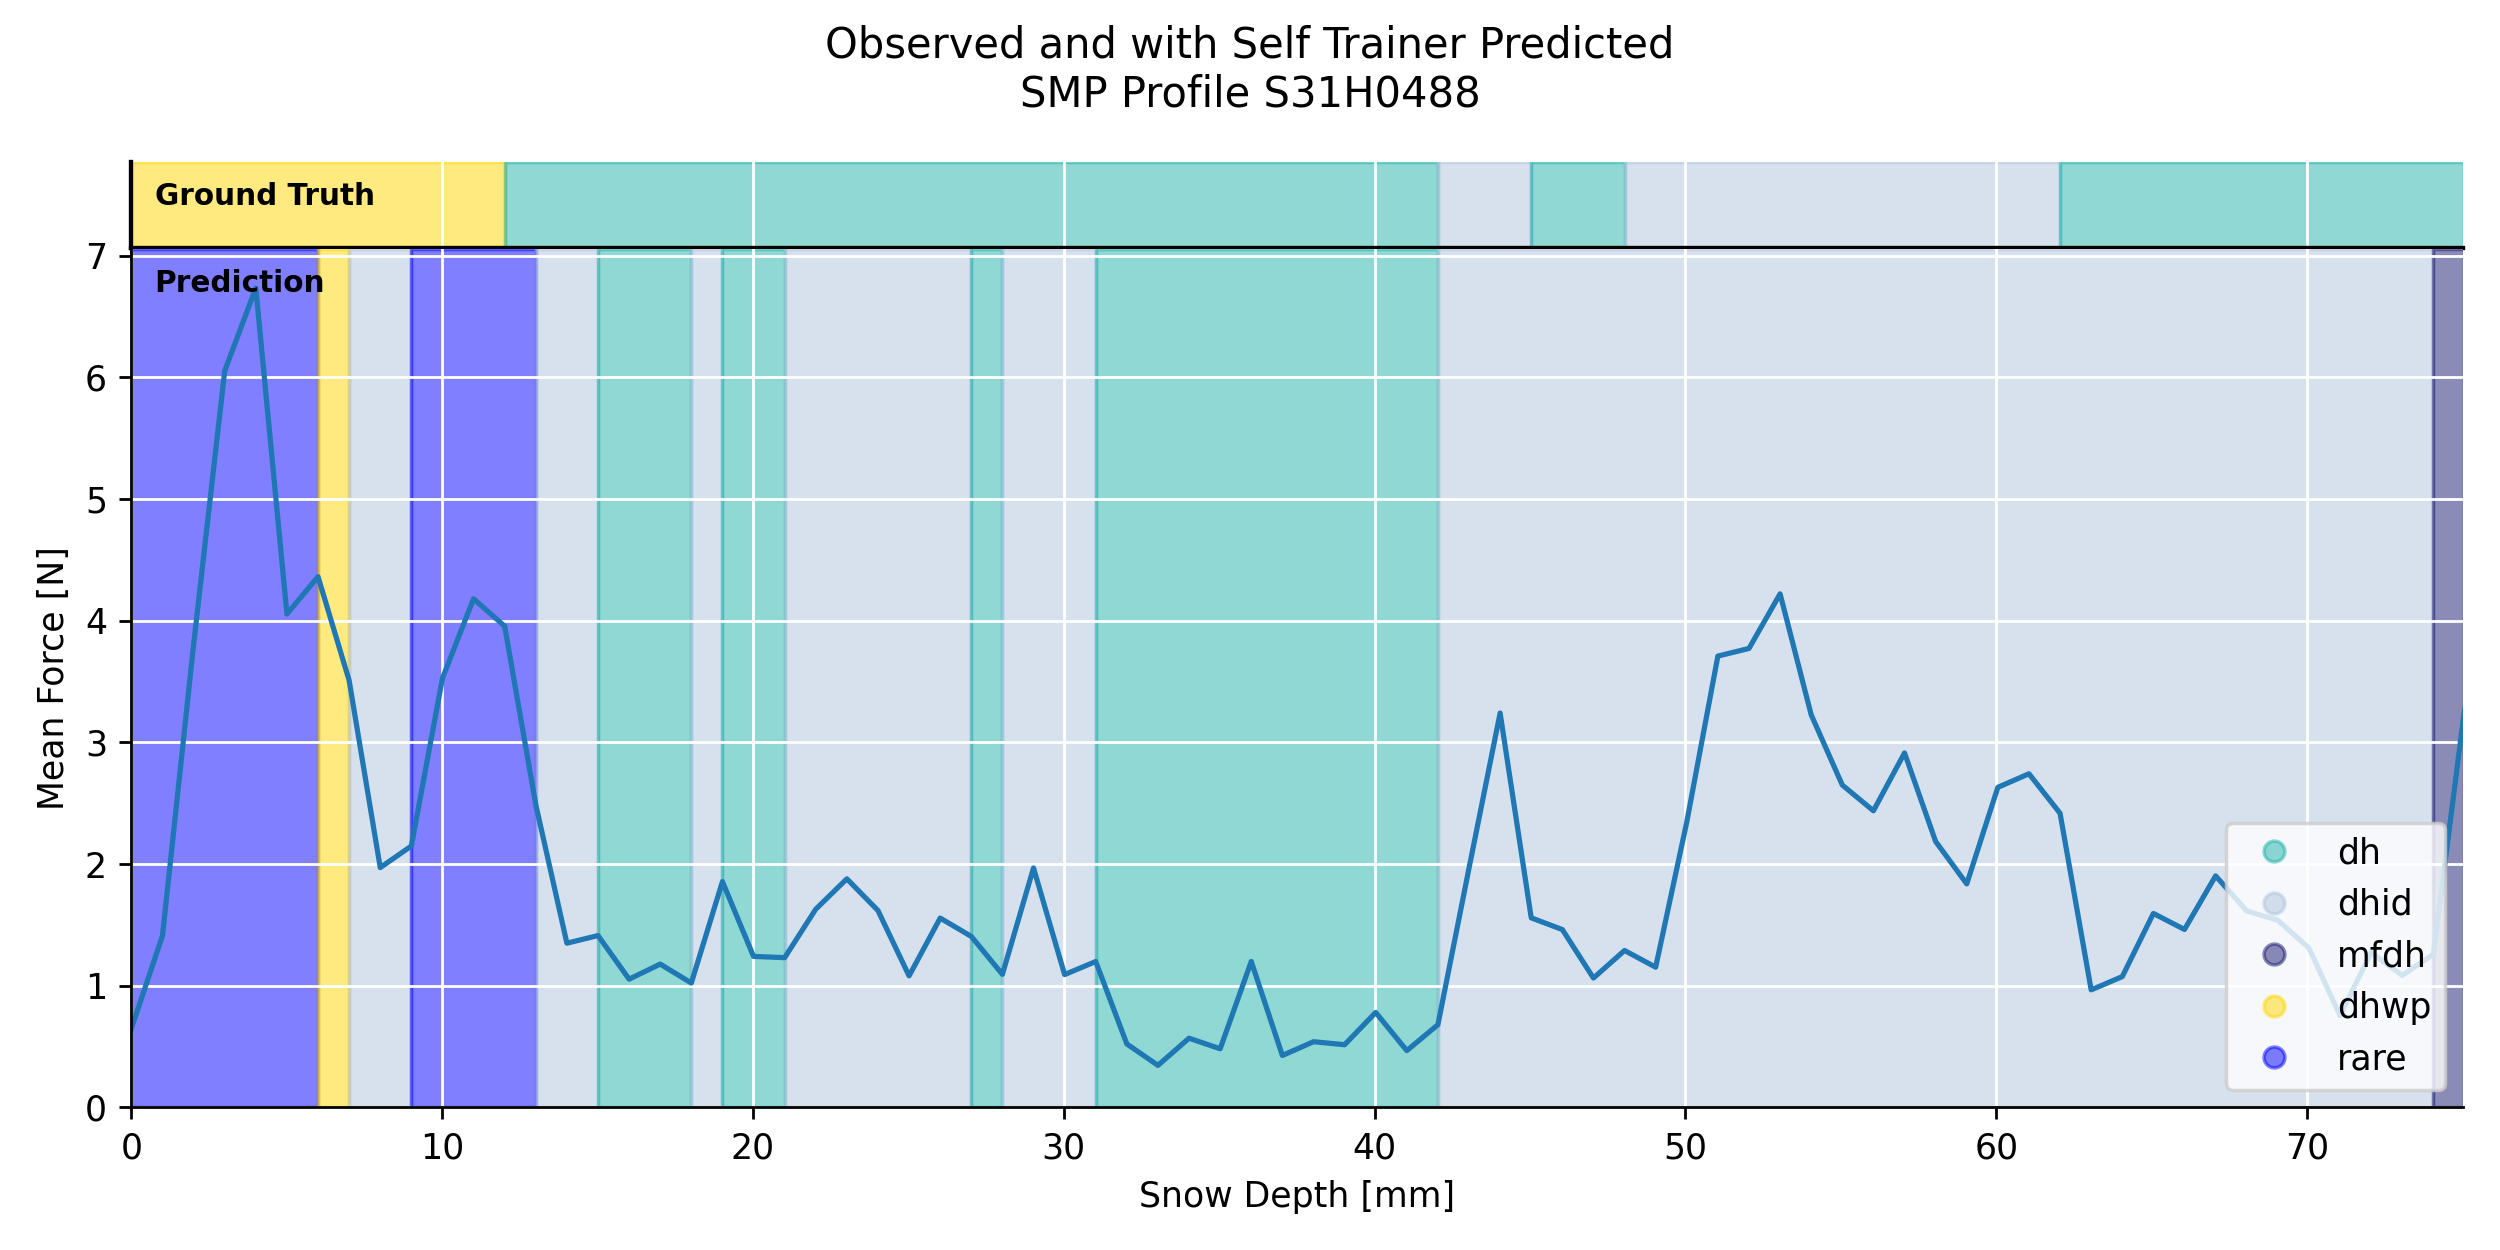 Observed and with Self Trainer Predicted
SMP Profile S31H0488
Ground Truth
Prediction
7
6
5
4
3
2
1
0
Mean Force [N]
0 10 20 30 40 50 60 70
Snow Depth [mm]
dh
dhid
mfdh
dhwp
rare